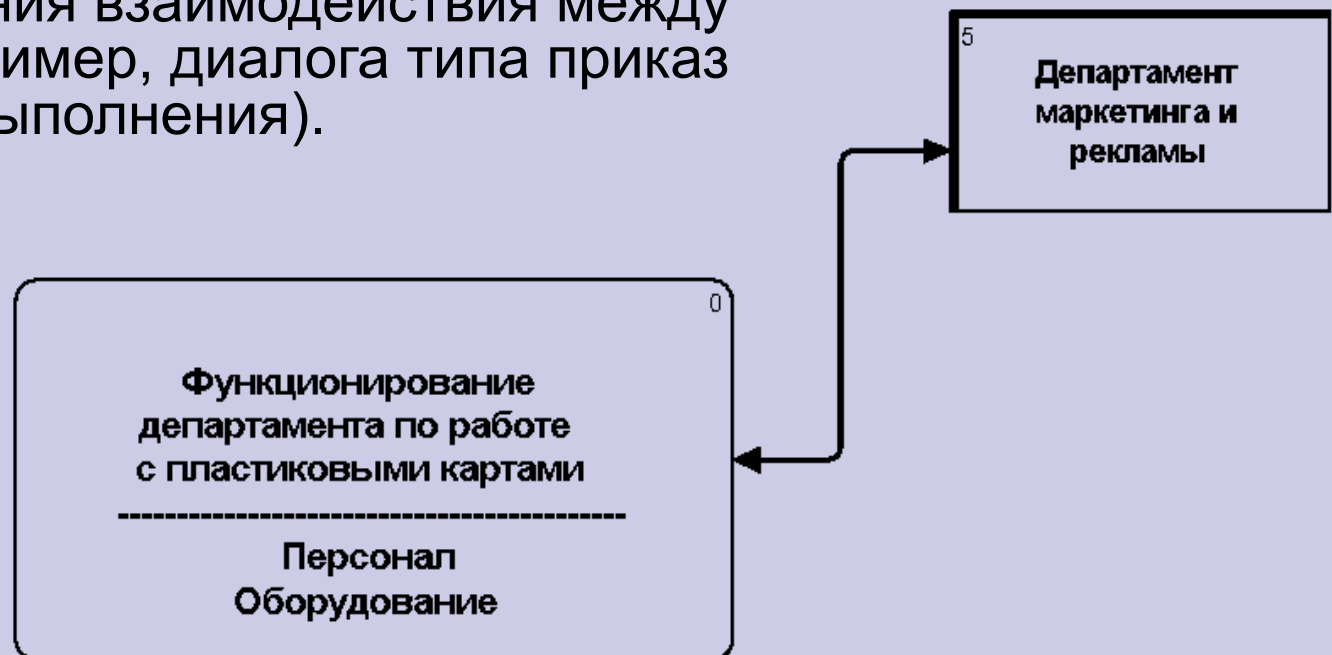 ния взаимодействия между
имер, диалога типа приказ
ыполнения).
5
Департамент
маркетинга и
рекламы
0
Функционирование
департамента по работе
с пластиковыми картами
--------------------------------------------
Персонал
Оборудование